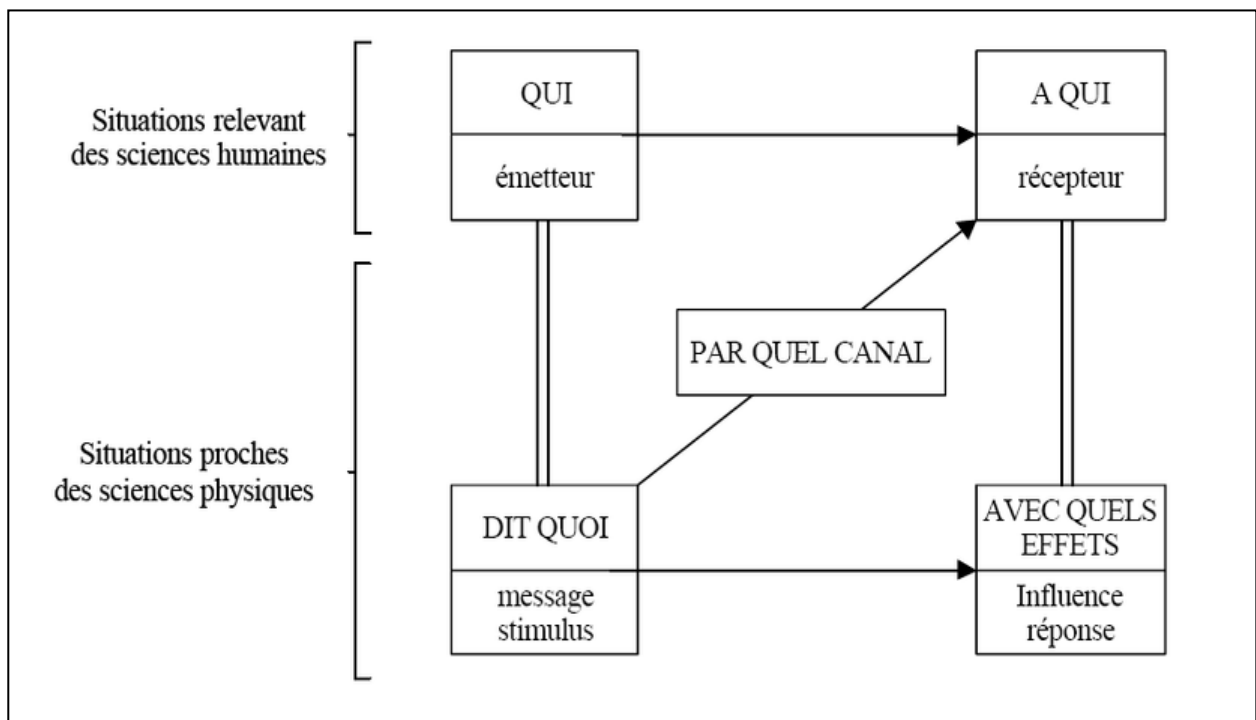 Situations relevant
des sciences humaines
QUI
émetteur
A QUI
récepteur
PAR QUEL CANAL
Situations proches
des sciences physiques
DIT QUOI
message
stimulus
AVEC QUELS
EFFETS
Influence
réponse